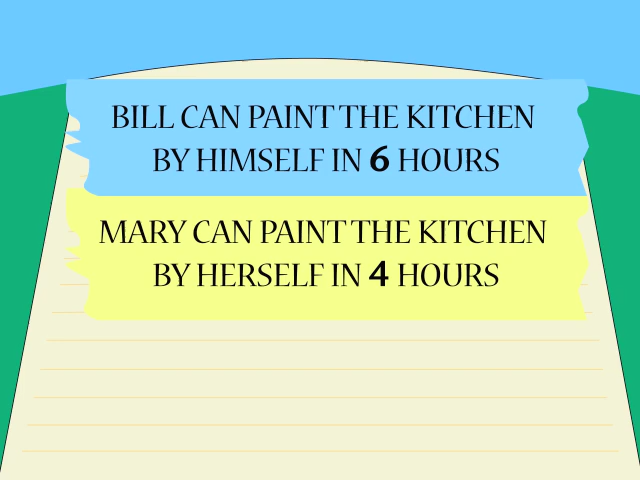 BILL CAN PAINT THE KITCHEN
BY HIMSELF IN 6 HOURS
MARY CAN PAINT THE KITCHEN
BY HERSELF IN 4 HOURS